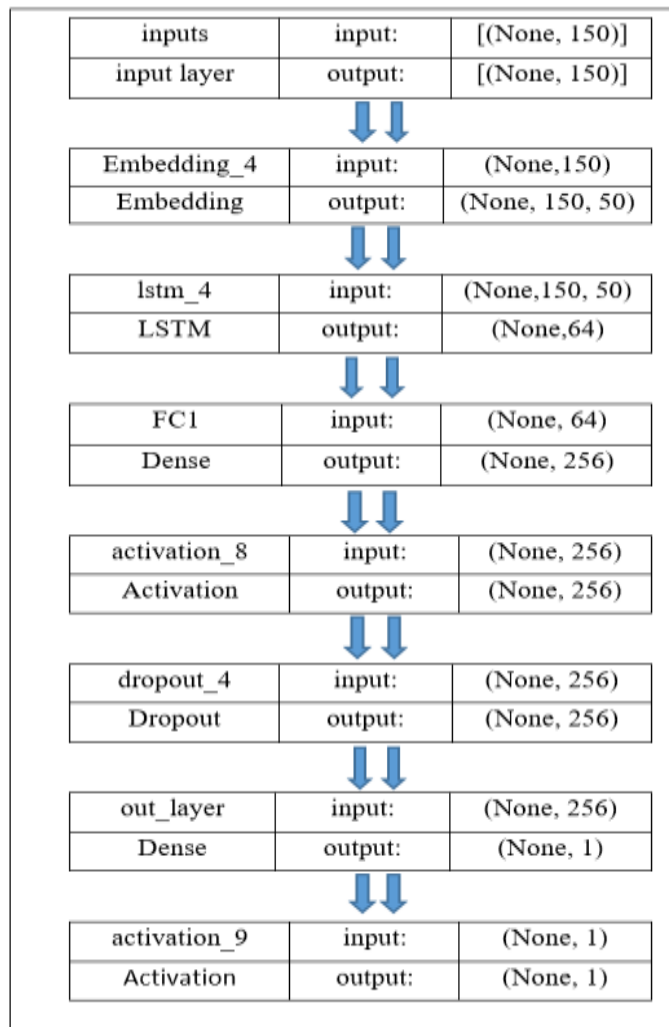 inputs input: [(None, 150)]
input layer output: [(None, 150)]
Embedding_4 input: (None,150)
Embedding output: (None, 150, 50)
lstm_4 input: (None,150, 50)
LSTM output: (None,64)
FC1 input: (None, 64)
Dense output: (None, 256)
activation_8 input: (None, 256)
Activation output: (None, 256)
dropout_4 input: (None, 256)
Dropout output: (None, 256)
out_layer input: (None, 256)
Dense output: (None, 1)
activation_9 input: (None, 1)
Activation output: (None, 1)